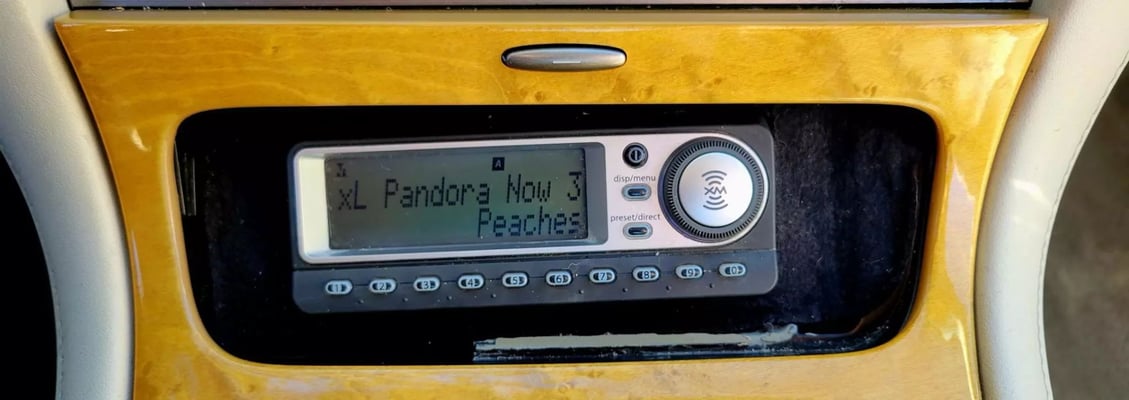 A
xL Pandora Now 3
Peaches
disp/menu
preset/direct
XM
1 2 3 4 5 6 7 8 9 0